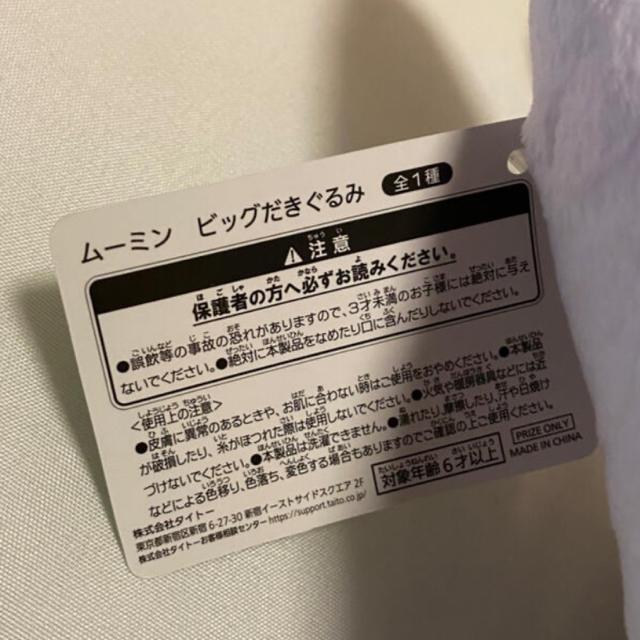 ムーミン ビッグだきぐるみ 全1種
⚠注意
保護者の方へ必ずお読みください。
●誤飲等の事故の恐れがありますので、3才未満のお子様には絶対に与え
ないでください。●絶対に本製品をなめたり口に含んだりしないでください。
<使用上の注意>
●皮膚に異常のあるときや、お肌に合わない時はご使用をおやめください。●本製品
が破損したり、糸がほつれた際は使用しないでください。●火気や暖房器具などには近
づけないでください。●本製品は洗濯できません。●濡れたり、摩擦したり、汗や日焼け
などによる色移り、色落ち、変色する場合もありますのでご確認の上ご使用ください。
対象年齢6才以上
PRIZE ONLY
MADE IN CHINA
株式会社タイトー
東京都新宿区新宿6-27-30 新宿イーストサイドスクエア 2F
株式会社タイトーお客様相談センター https://support.taito.co.jp/